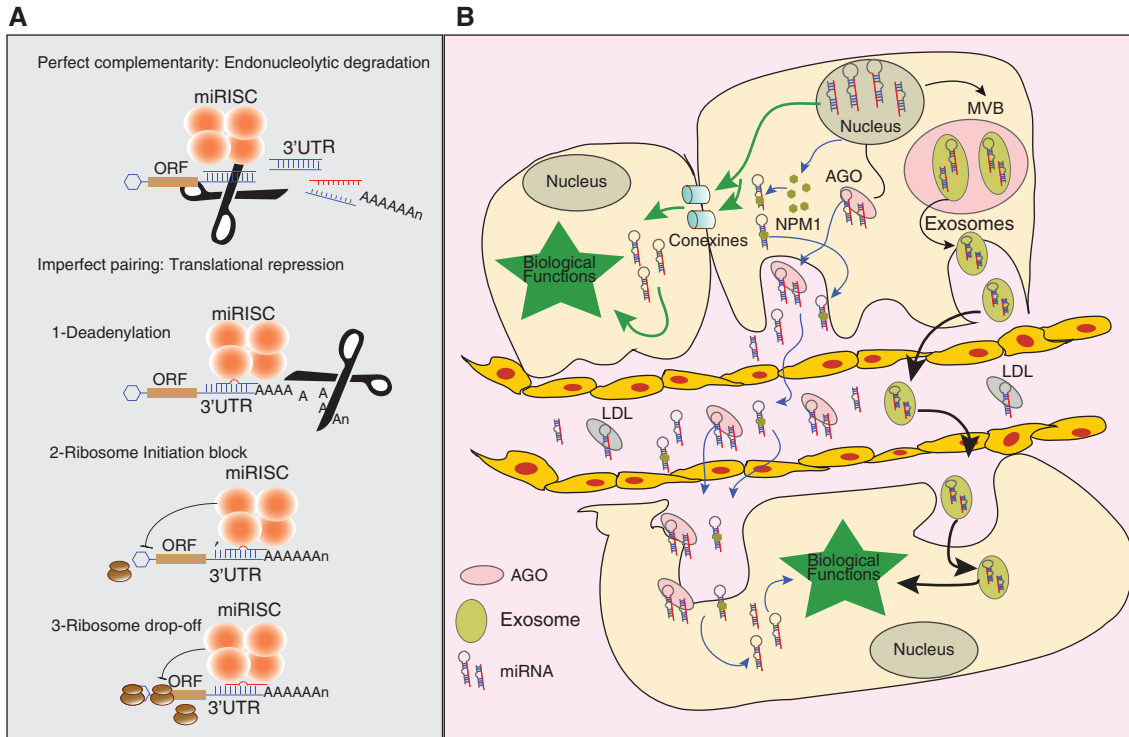 A
Perfect complementarity: Endonucleolytic degradation
miRISC
3'UTR
ORF
AAAAAAn
Imperfect pairing: Translational repression
miRISC
1-Deadenylation
ORF
AAAA
A
A
An
3'UTR
2-Ribosome Initiation block
miRISC
ORF
AAAAAAn
3'UTR
miRISC
3-Ribosome drop-off
ORF
AAAAAAn
3'UTR
B
MVB
Nucleus
Nucleus
AGO
NPM1
Exosomes
Conexines
Biological
Functions
LDL
LDL
Biological
Functions
AGO
Exosome
miRNA
Nucleus